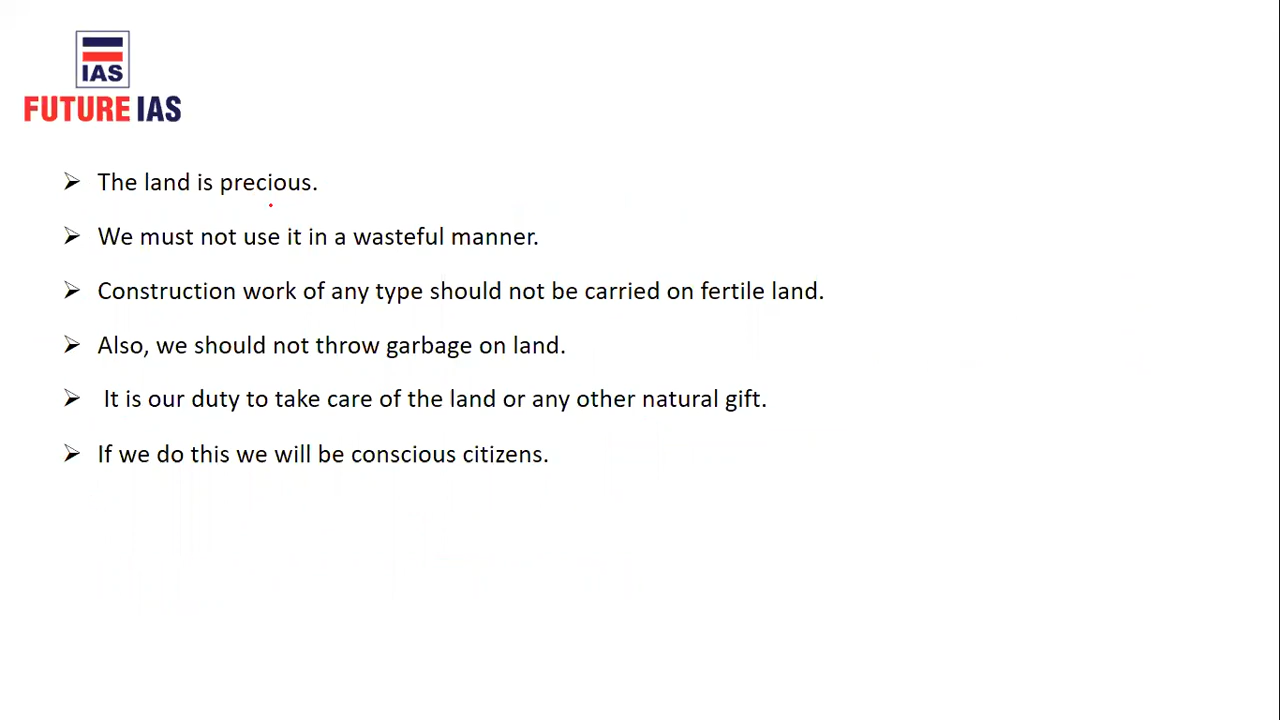 IAS
FUTURE IAS
The land is precious.
We must not use it in a wasteful manner.
Construction work of any type should not be carried on fertile land.
Also, we should not throw garbage on land.
It is our duty to take care of the land or any other natural gift.
If we do this we will be conscious citizens.